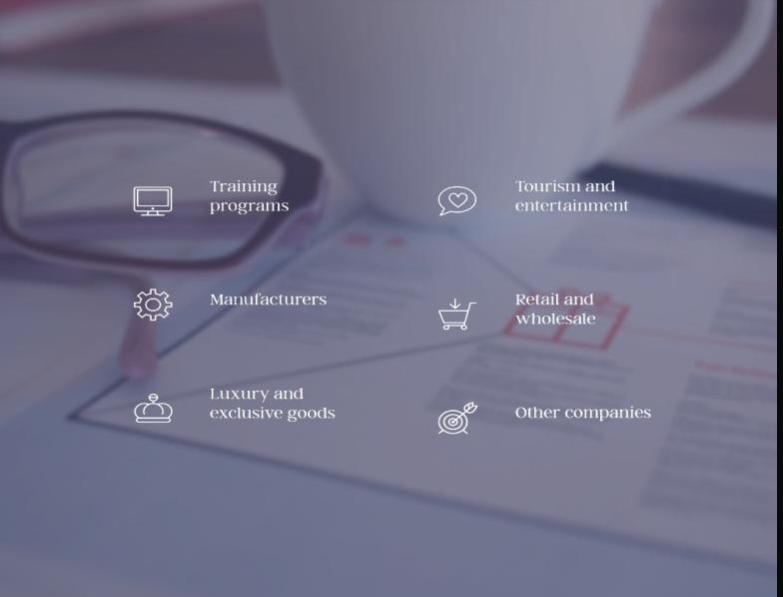 Training
programs
Tourism and
entertainment
Manufacturers
Retail and
wholesale
Luxury and
exclusive goods
Other companies